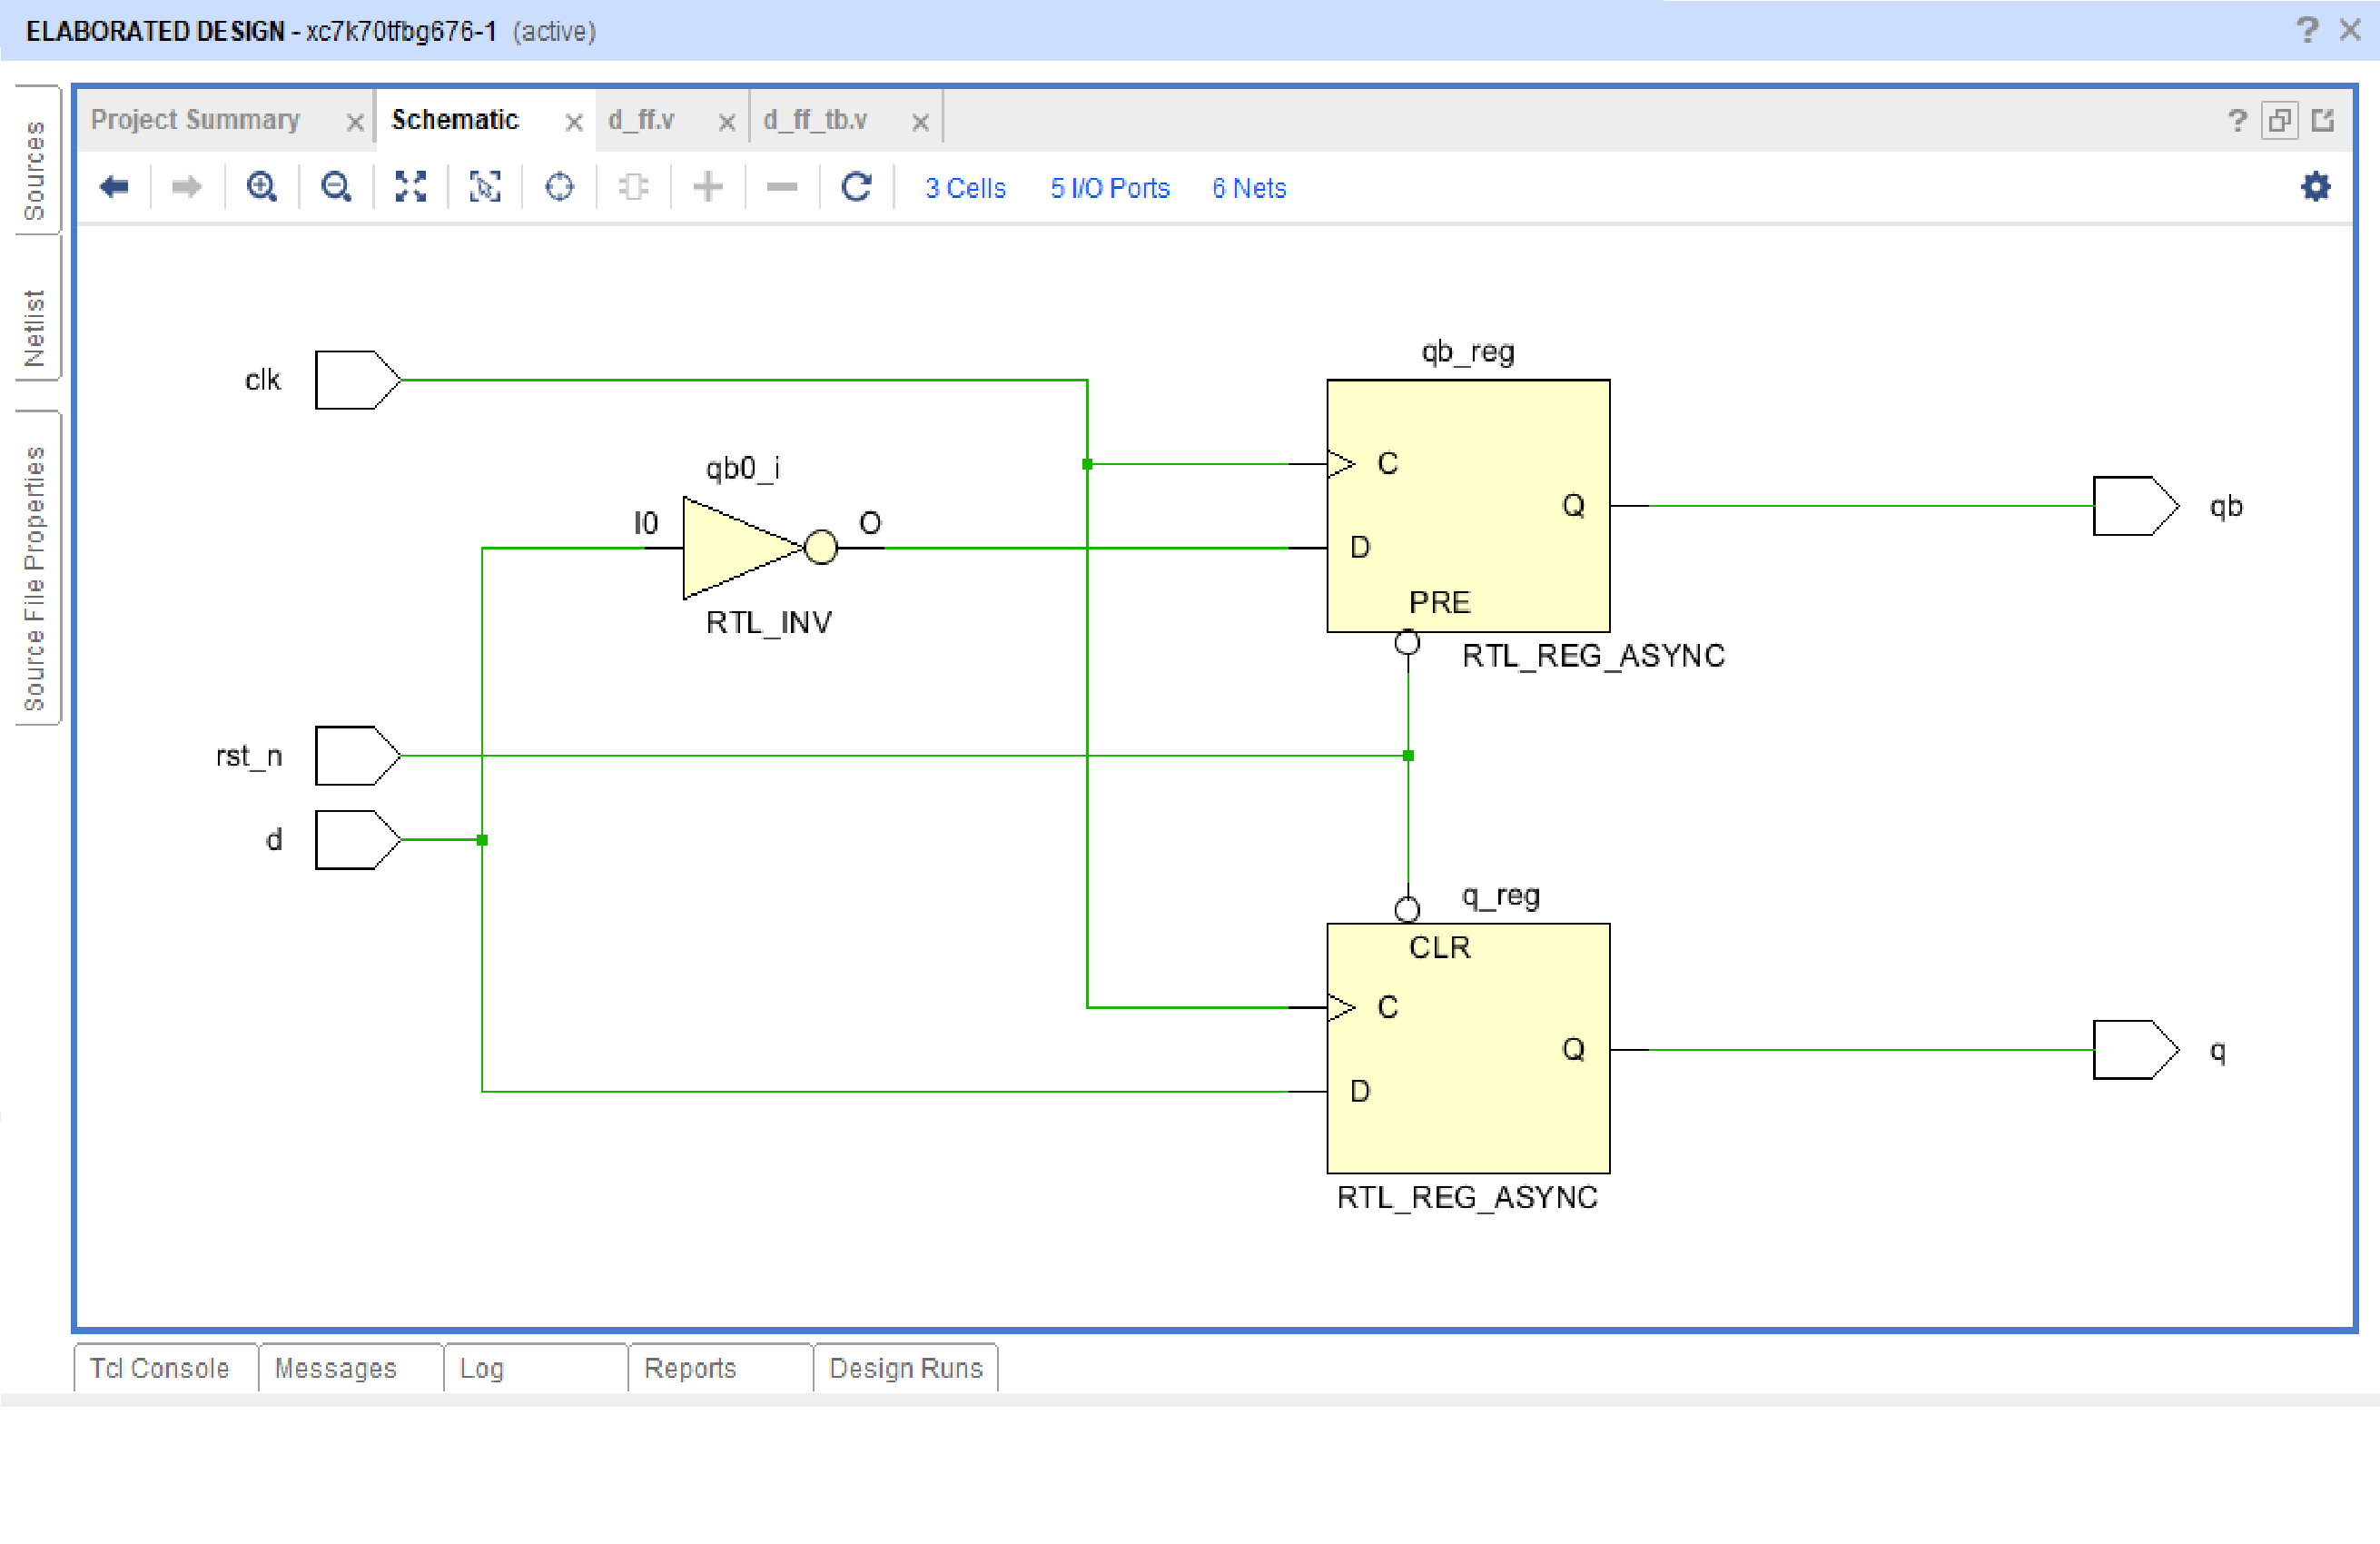 ELABORATED DESIGN - xc7k70tfbg676-1 (active)
Sources
Netlist
Source File Properties
Project Summary
Schematic
d_ff.v
d_ff_tb.v
3 Cells
5 I/O Ports
6 Nets
qb_reg
clk
C
qb0_i
Q
qb
I0
O
D
PRE
RTL_INV
RTL_REG_ASYNC
rst_n
d
q_reg
CLR
C
Q
q
D
RTL_REG_ASYNC
Tcl Console
Messages
Log
Reports
Design Runs